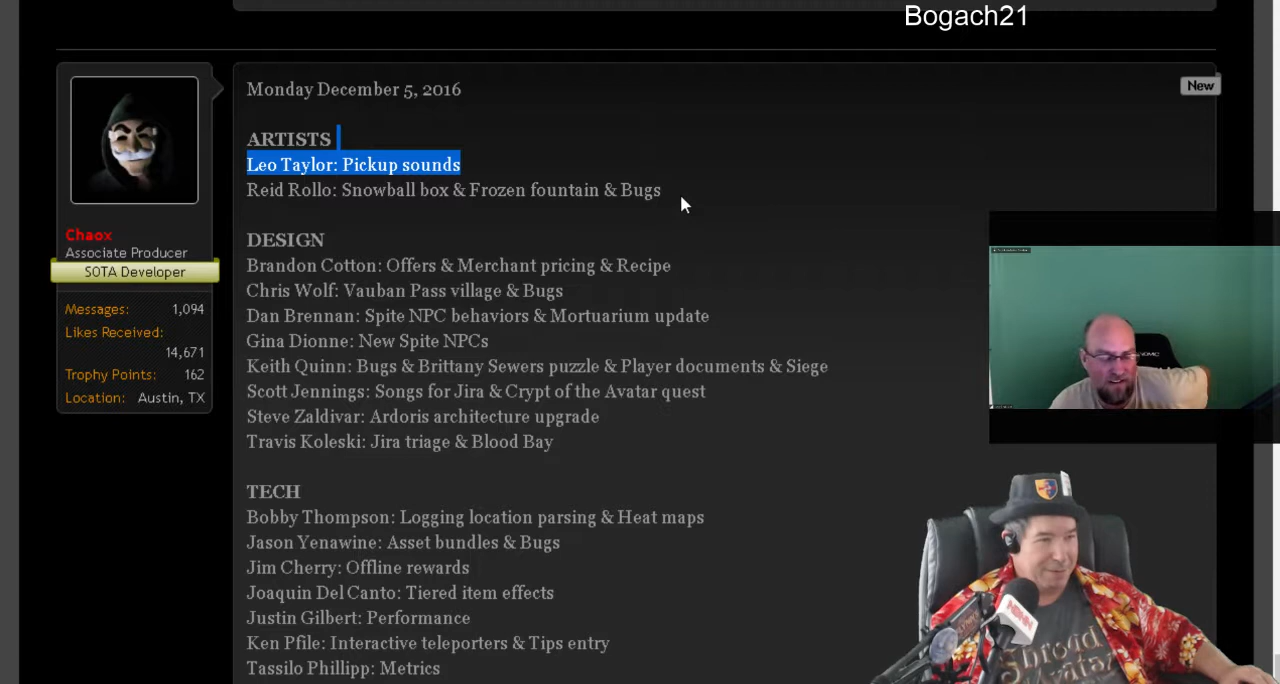 Bogach21
Monday December 5, 2016
New
ARTISTS
Leo Taylor: Pickup sounds
Reid Rollo: Snowball box & Frozen fountain & Bugs
Chaox
Associate Producer
SOTA Developer
Messages: 1,094
Likes Received:
14,671
Trophy Points: 162
Location: Austin, TX
DESIGN
Brandon Cotton: Offers & Merchant pricing & Recipe
Chris Wolf: Vauban Pass village & Bugs
Dan Brennan: Spite NPC behaviors & Mortuarium update
Gina Dionne: New Spite NPCs
Keith Quinn: Bugs & Brittany Sewers puzzle & Player documents & Siege
Scott Jennings: Songs for Jira & Crypt of the Avatar quest
Steve Zaldivar: Ardoris architecture upgrade
Travis Koleski: Jira triage & Blood Bay
TECH
Bobby Thompson: Logging location parsing & Heat maps
Jason Yenawine: Asset bundles & Bugs
Jim Cherry: Offline rewards
Joaquin Del Canto: Tiered item effects
Justin Gilbert: Performance
Ken Pfile: Interactive teleporters & Tips entry
Tassilo Phillipp: Metrics
Shroud
Avatar